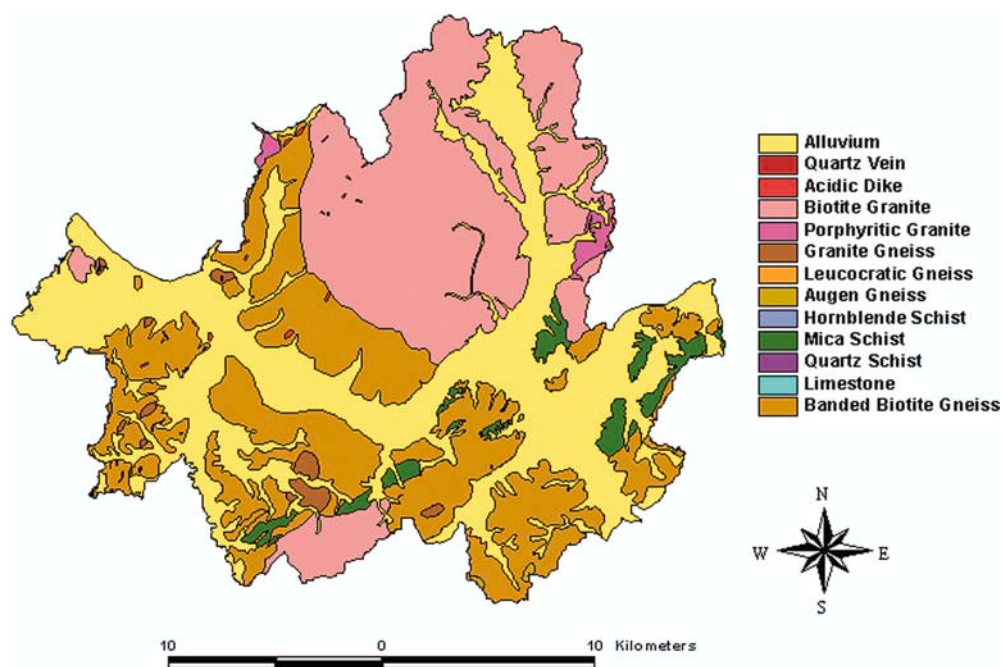 Alluvium
Quartz Vein
Acidic Dike
Biotite Granite
Porphyritic Granite
Granite Gneiss
Leucocratic Gneiss
Augen Gneiss
Hornblende Schist
Mica Schist
Quartz Schist
Limestone
Banded Biotite Gneiss
N
W E
S
10 0 10 Kilometers